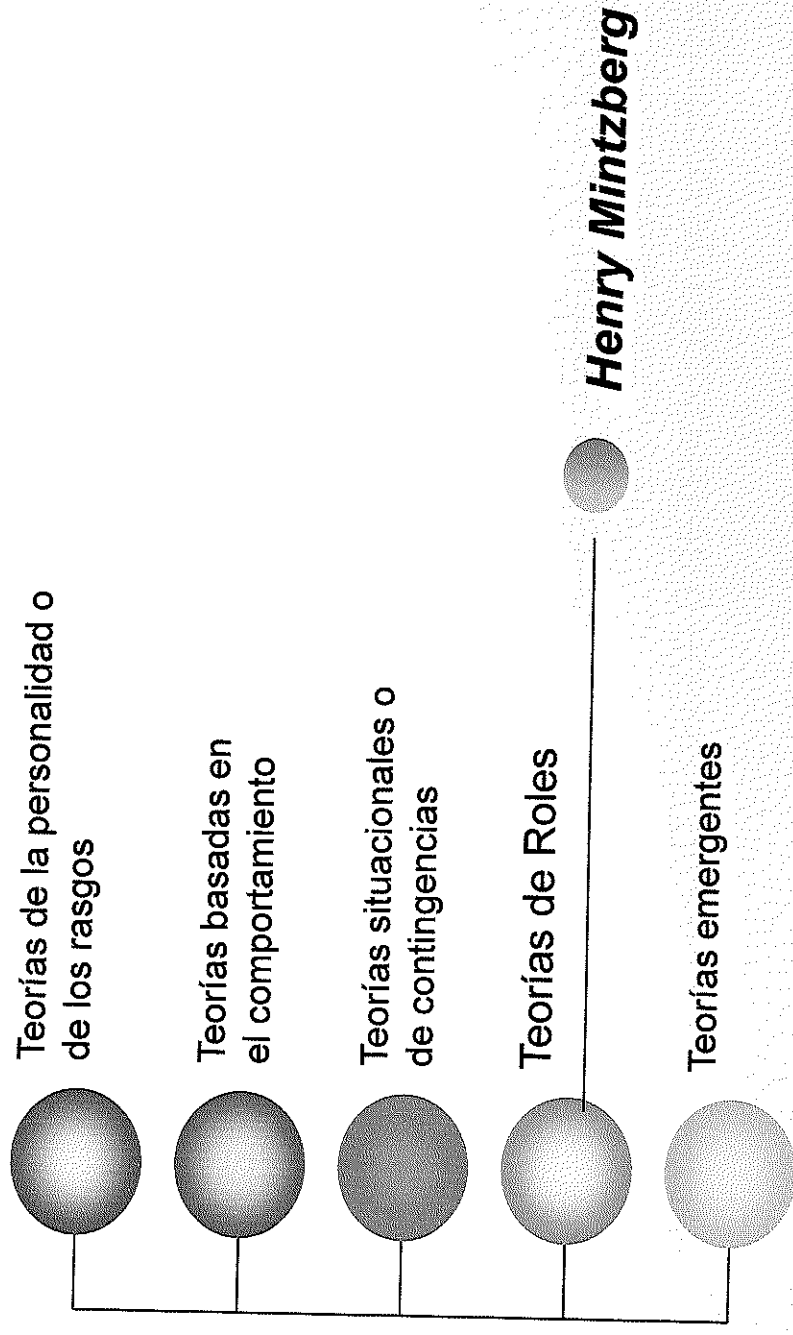 Teorías de la personalidad o
de los rasgos
Teorías basadas en
el comportamiento
Teorías situacionales o
de contingencias
Teorías de Roles
Henry Mintzberg
Teorías emergentes